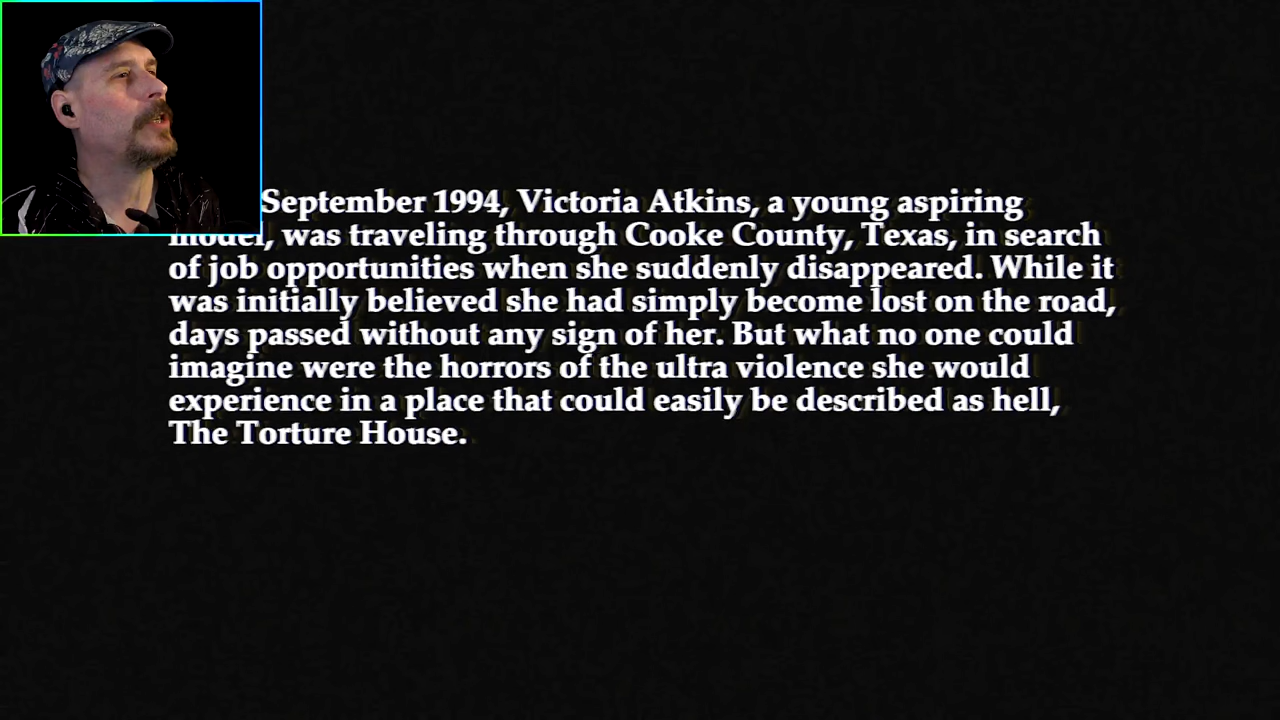 September 1994, Victoria Atkins, a young aspiring
model, was traveling through Cooke County, Texas, in search
of job opportunities when she suddenly disappeared. While it
was initially believed she had simply become lost on the road,
days passed without any sign of her. But what no one could
imagine were the horrors of the ultra violence she would
experience in a place that could easily be described as hell,
The Torture House.